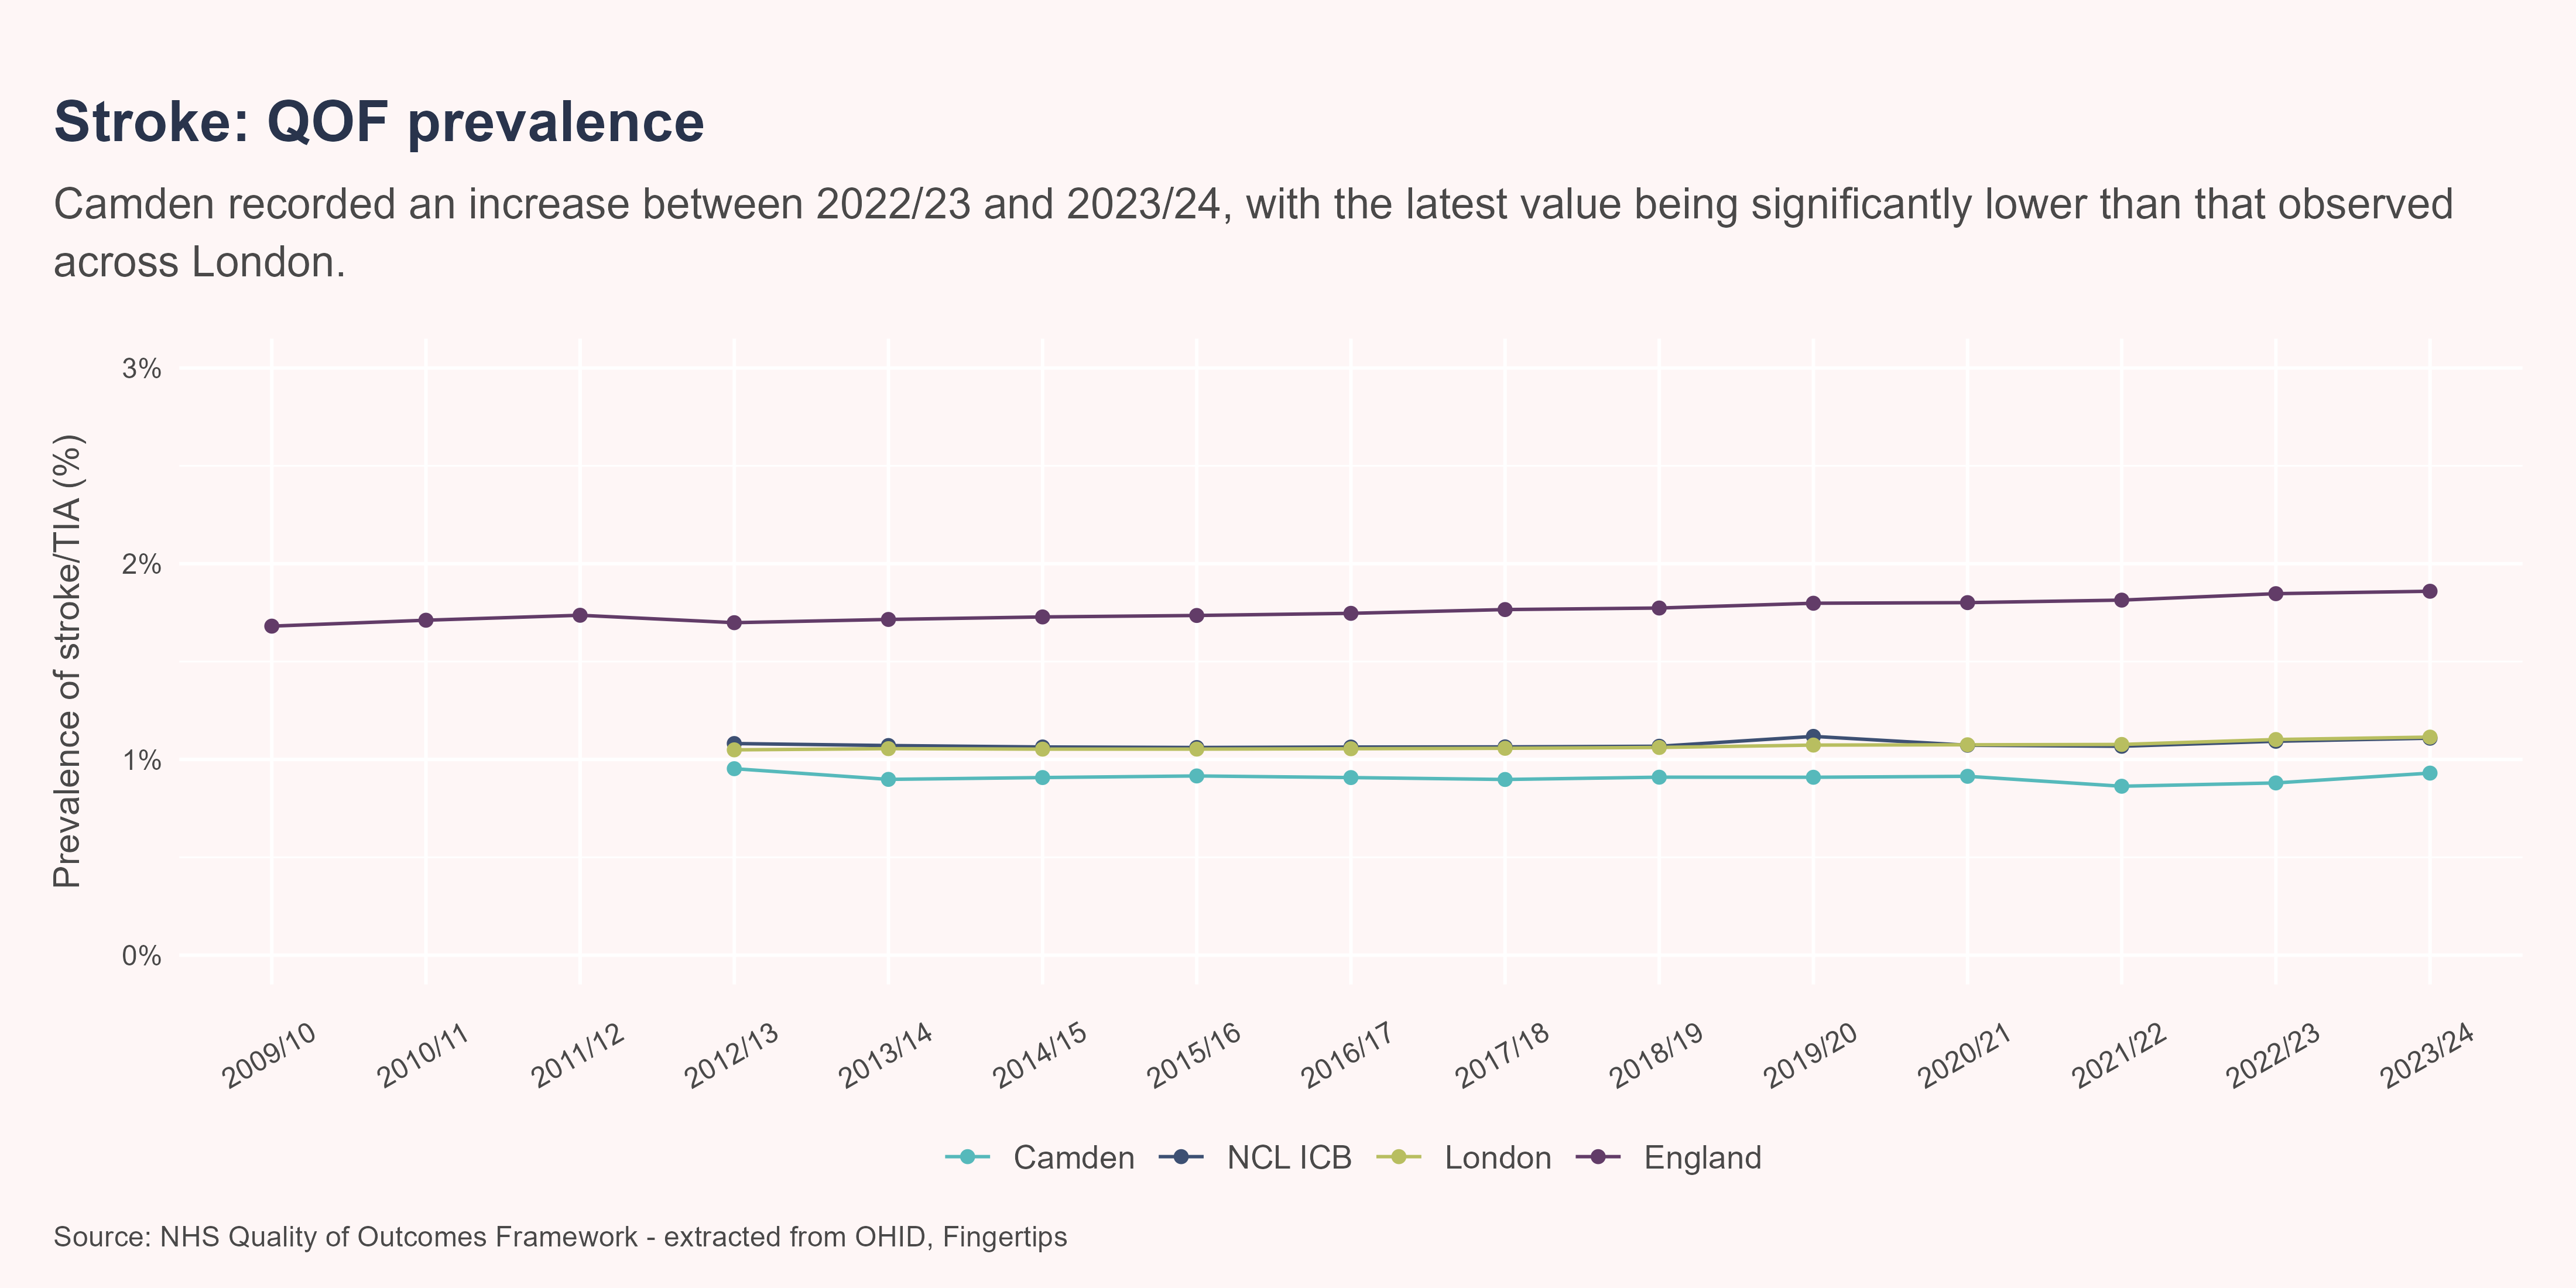 Stroke: QOF prevalence
Camden recorded an increase between 2022/23 and 2023/24, with the latest value being significantly lower than that observed
across London.
Prevalence of stroke/TIA (%)
3%
2%
1%
0%
2009/10
2010/11
2011/12
2012/13
2013/14
2014/15
2015/16
2016/17
2017/18
2018/19
2019/20
2020/21
2021/22
2022/23
2023/24
Camden
NCL ICB
London
England
Source: NHS Quality of Outcomes Framework - extracted from OHID, Fingertips